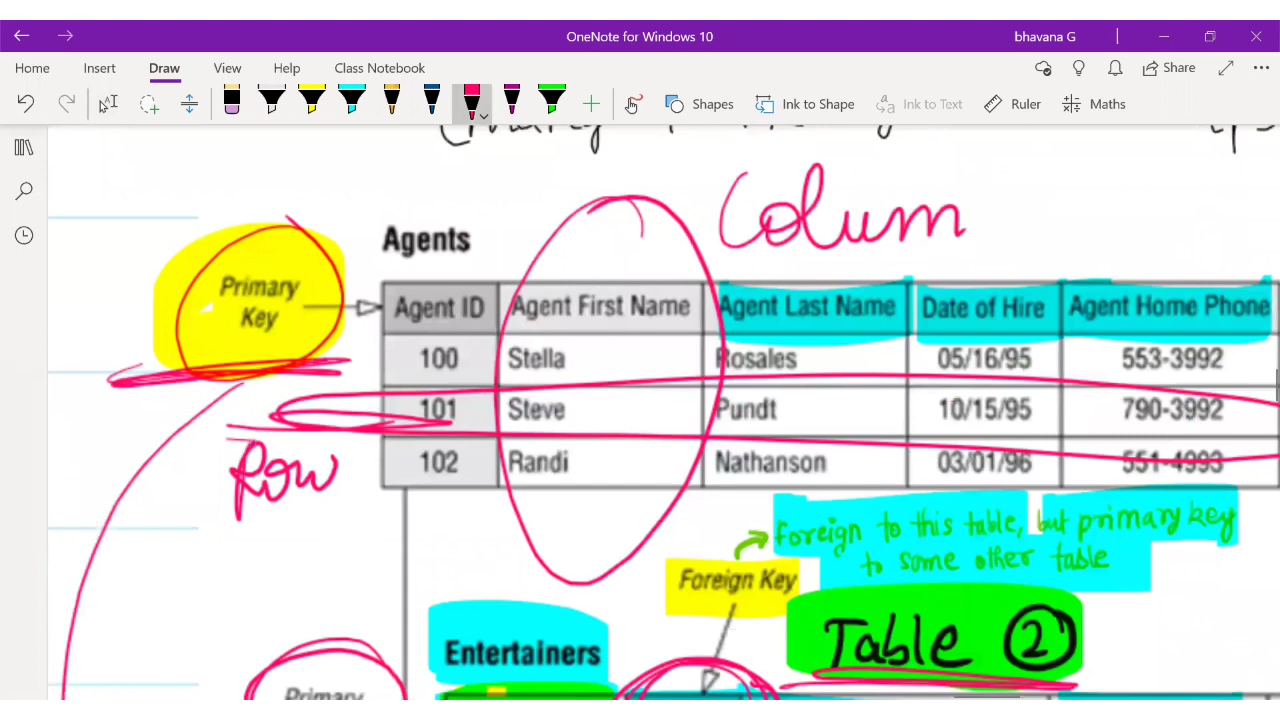 OneNote for Windows 10
bhavana G
Home Insert Draw View Help Class Notebook
Share
Shapes Ink to Shape Ink to Text Ruler Maths
Colum
Agents
Primary
Key
Agent ID Agent First Name Agent Last Name Date of Hire Agent Home Phone
100 Stella Rosales 05/16/95 553-3992
101 Steve Pundt 10/15/95 790-3992
102 Randi Nathanson 03/01/96 551-4993
Row
foreign to this table, but primary key
to some other table
Foreign Key
Table 2
Entertainers
Primary